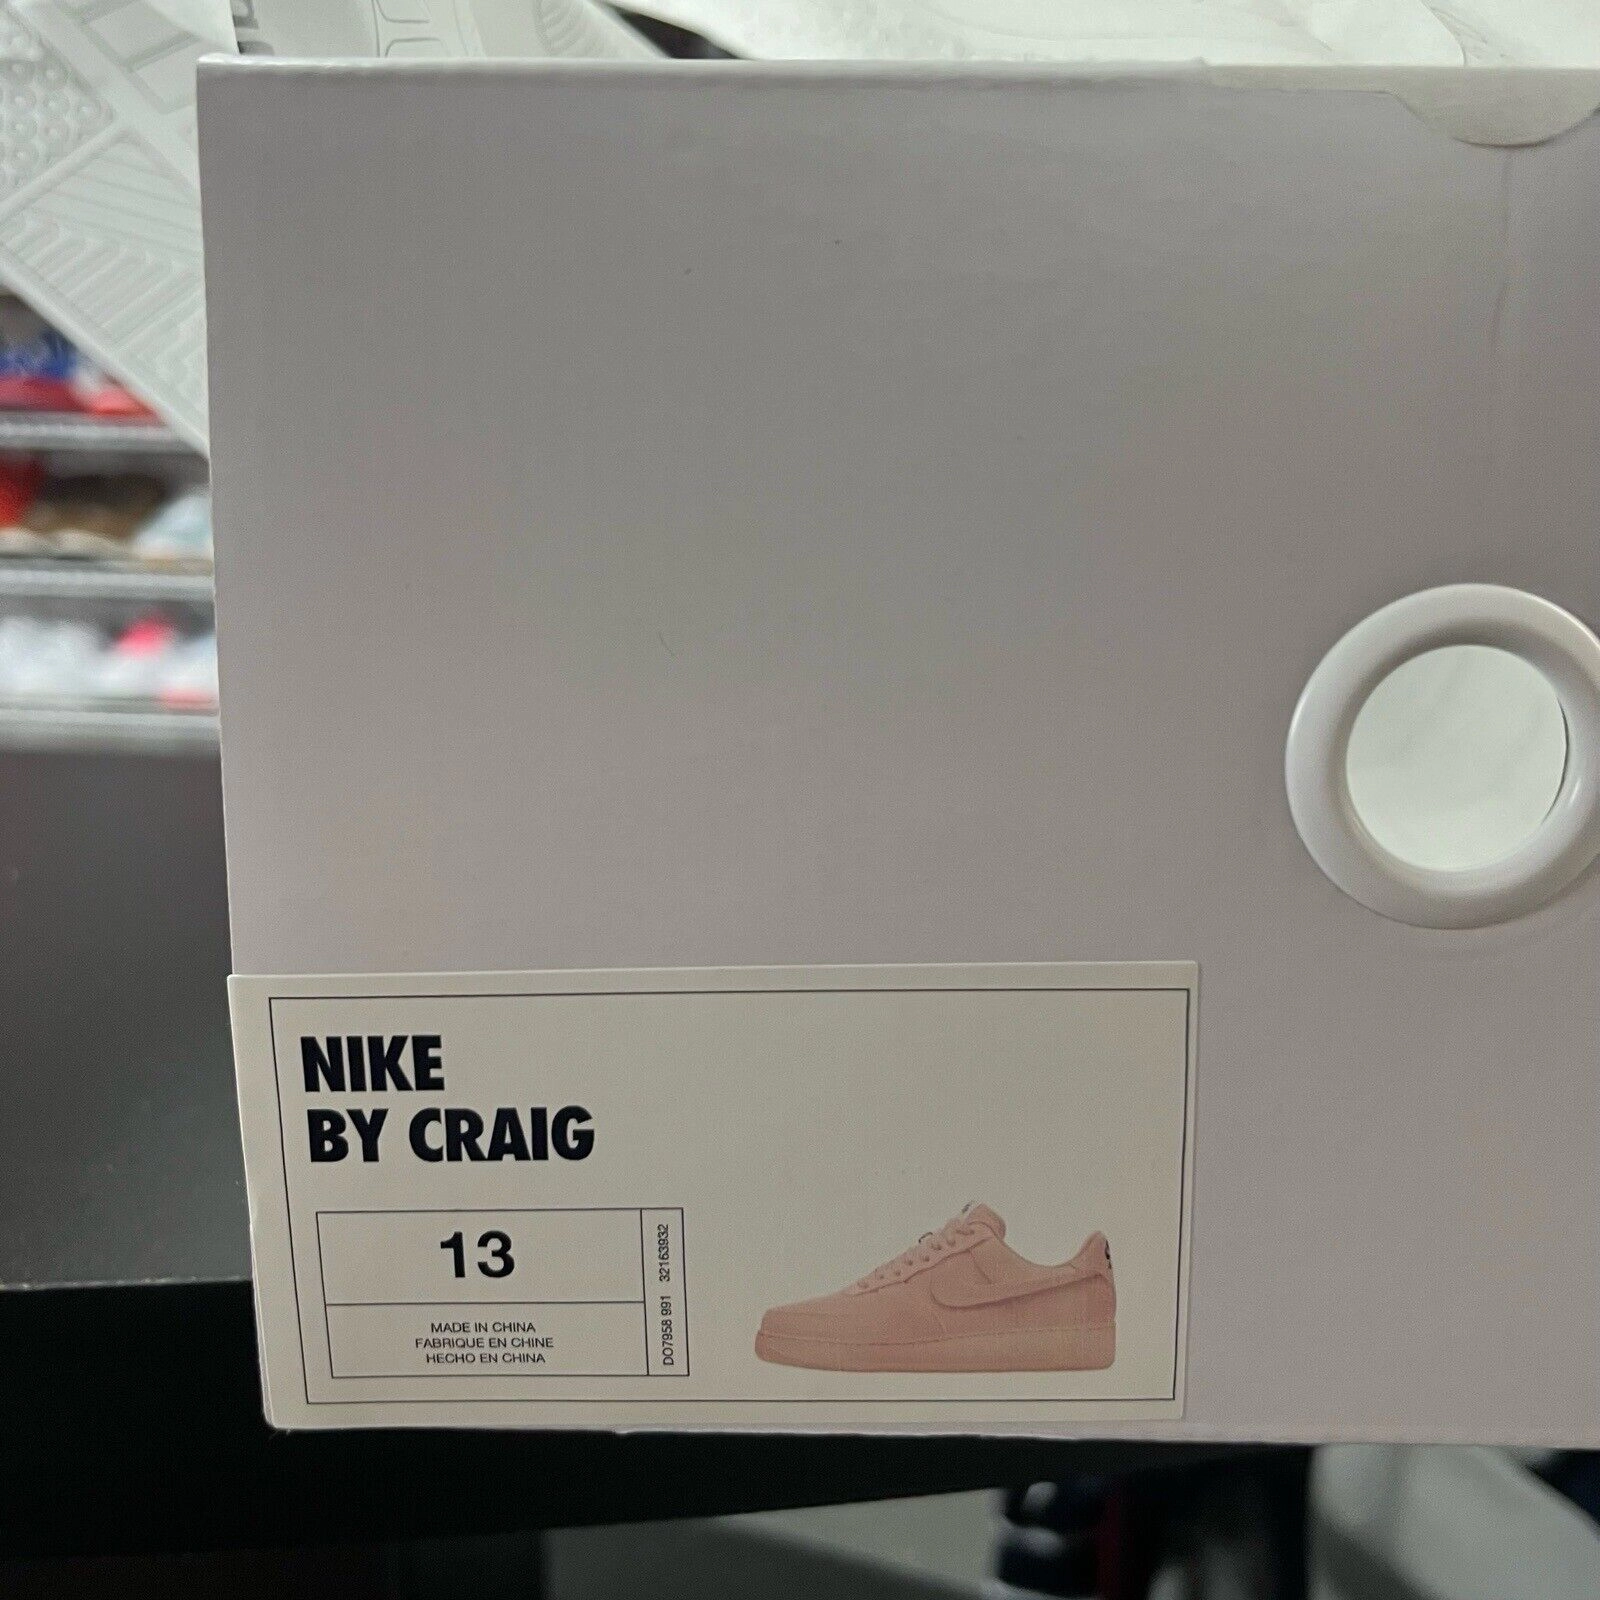 NIKE
BY CRAIG
13
MADE IN CHINA
FABRIQUE EN CHINE
HECHO EN CHINA
DO7958 991 32163932